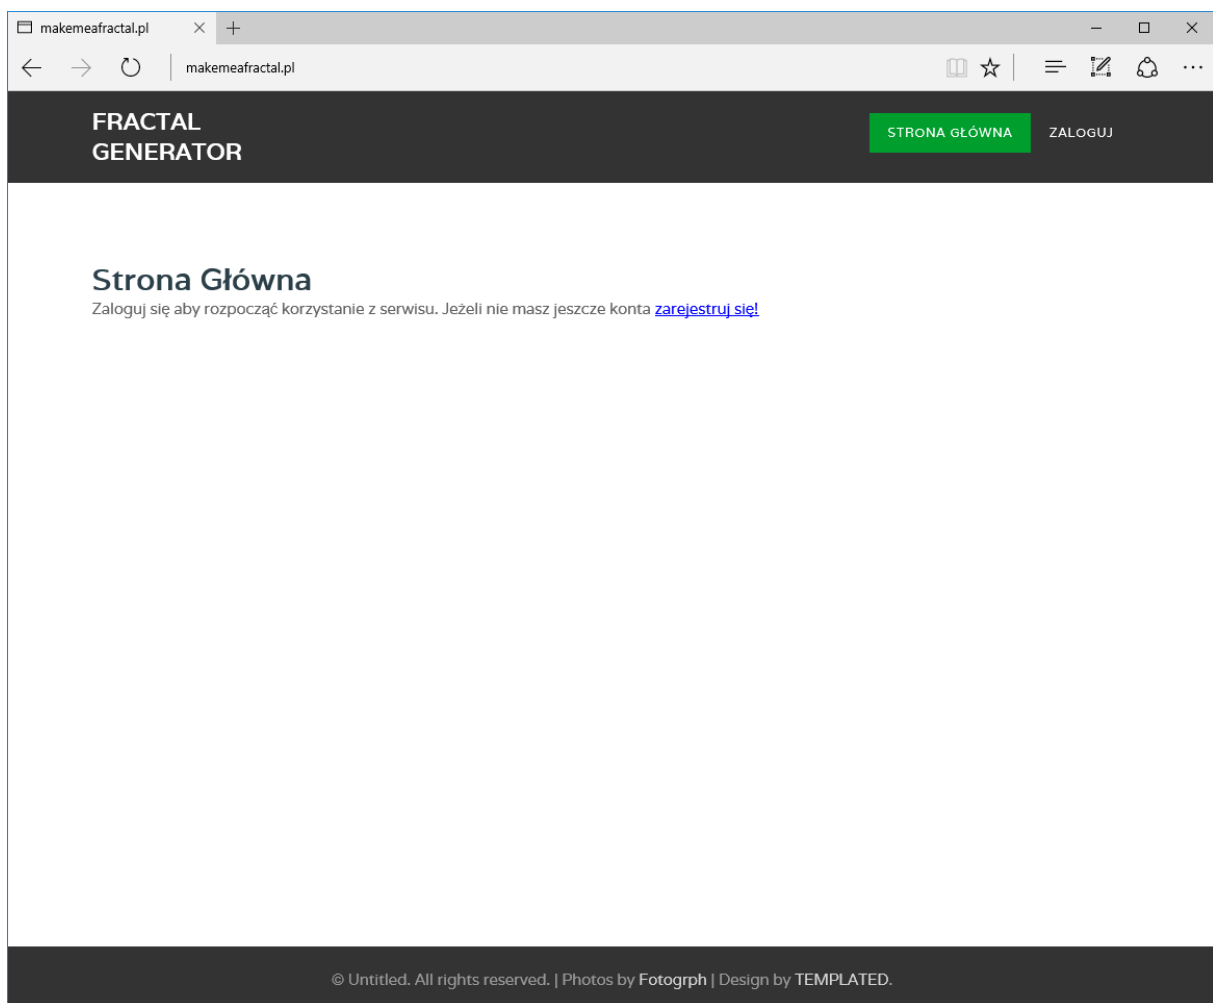 makemeafractal.pl
makemeafractal.pl
FRACTAL
GENERATOR
STRONA GŁÓWNA ZALOGUJ
Strona Główna
Zaloguj się aby rozpocząć korzystanie z serwisu. Jeżeli nie masz jeszcze konta zarejestruj się!
© Untitled. All rights reserved. | Photos by Fotogrph | Design by TEMPLATED.